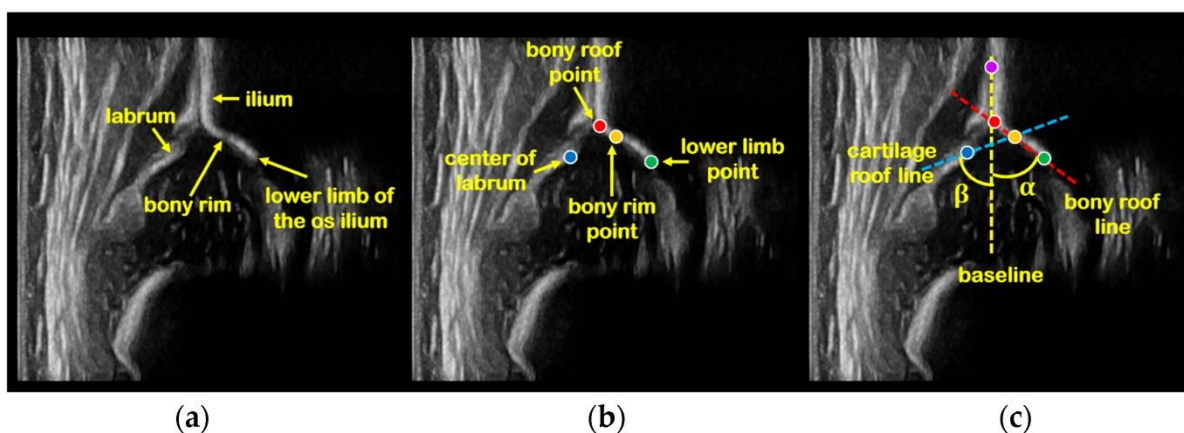 labrum
ilium
bony rim
lower limb of
the os ilium
bony roof
point
center of
labrum
bony rim
point
lower limb
point
cartilage
roof line
β
α
bony roof
line
baseline
(a)
(b)
(c)